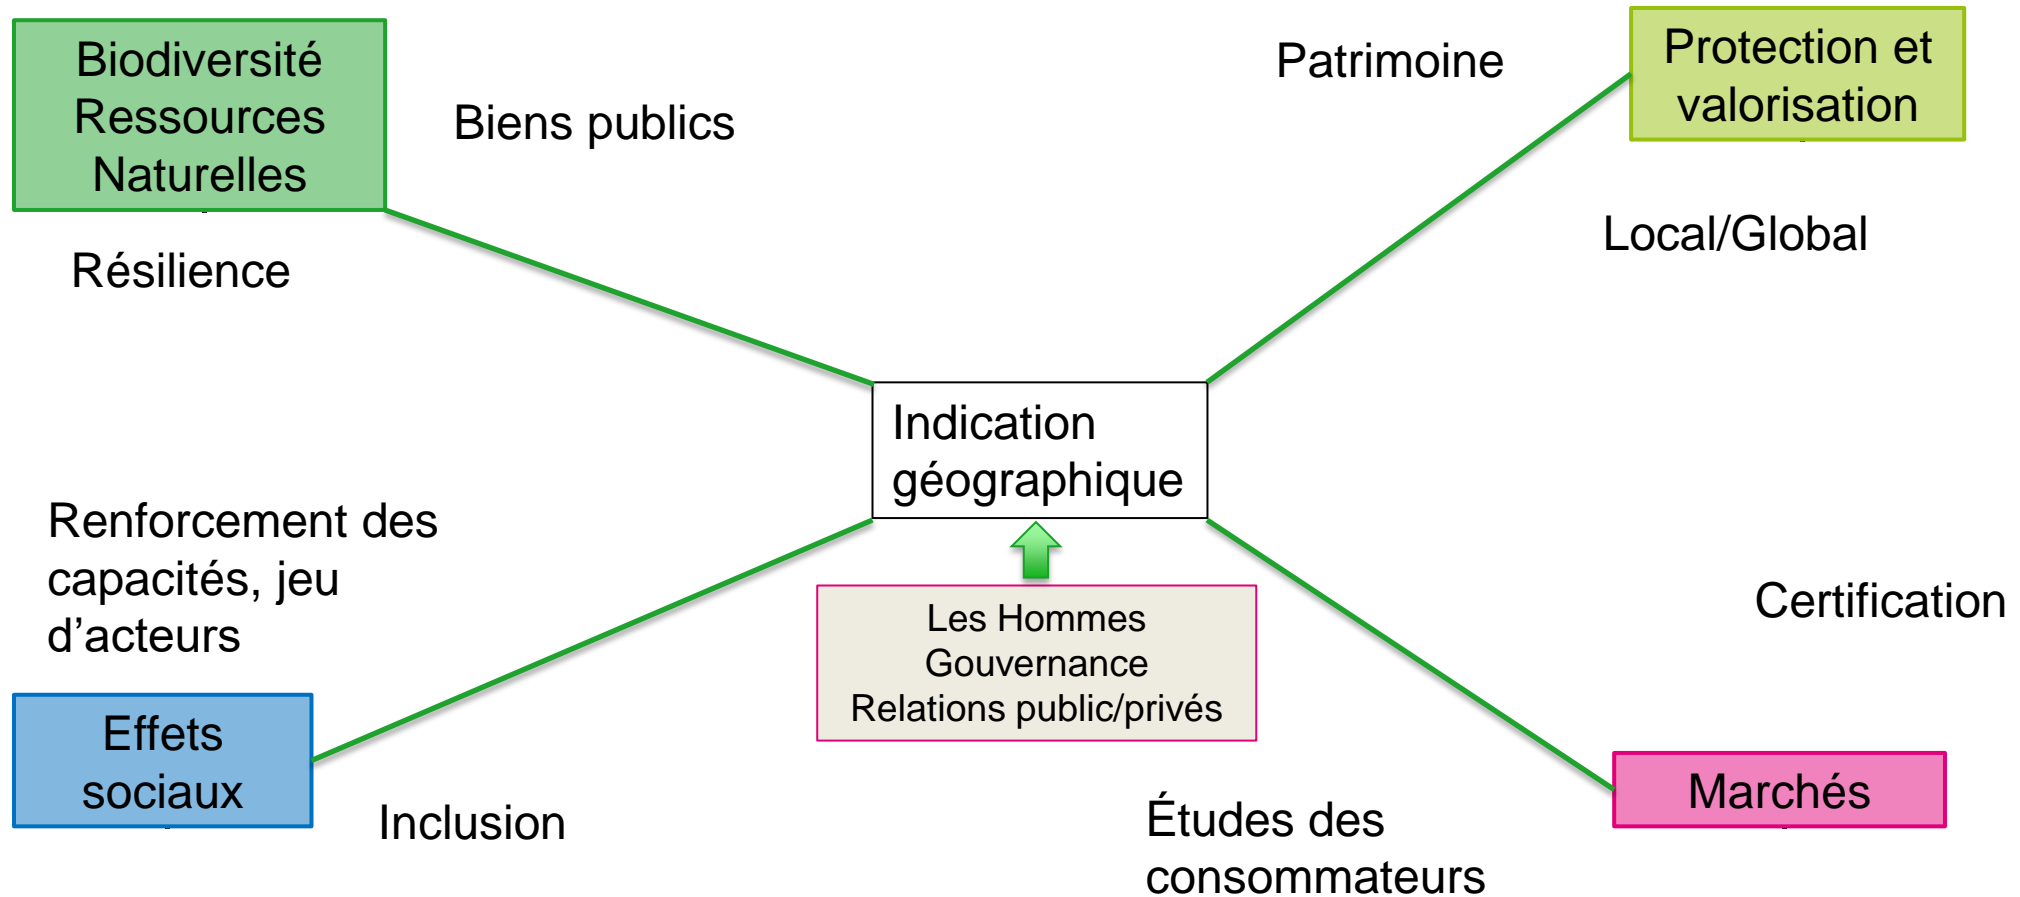 Biodiversité
Ressources
Naturelles
Biens publics
Résilience
Patrimoine
Protection et
valorisation
Local/Global
Indication
géographique
Les Hommes
Gouvernance
Relations public/privés
Renforcement des
capacités, jeu
d’acteurs
Effets
sociaux
Inclusion
Certification
Marchés
Études des
consommateurs